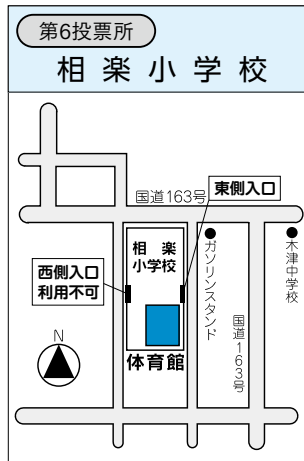 第6投票所
相楽小学校
国道163号
東側入口
相楽
小学校
西側入口
利用不可
ガソリンスタンド
木津中学校
国道163号
体育館
N